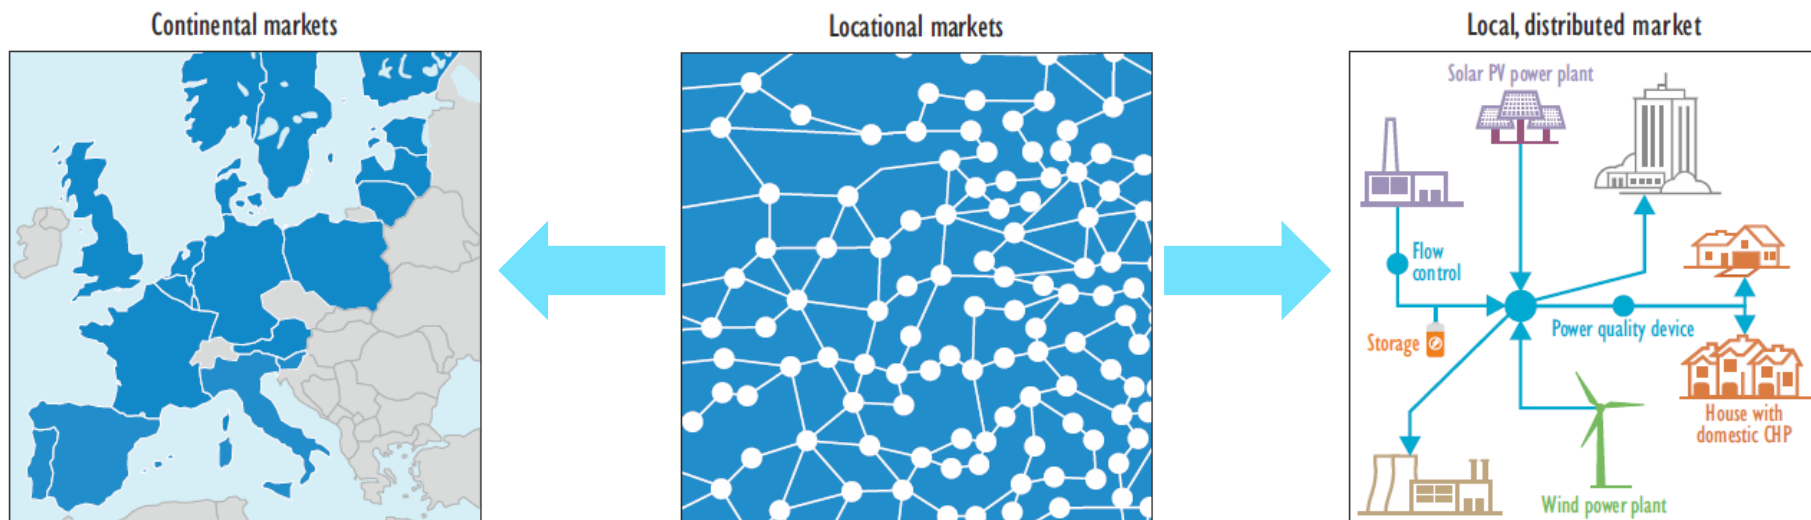 Continental markets
Locational markets
Local, distributed market
Solar PV power plant
Flow
control
Storage
Power quality device
House with
domestic CHP
Wind power plant